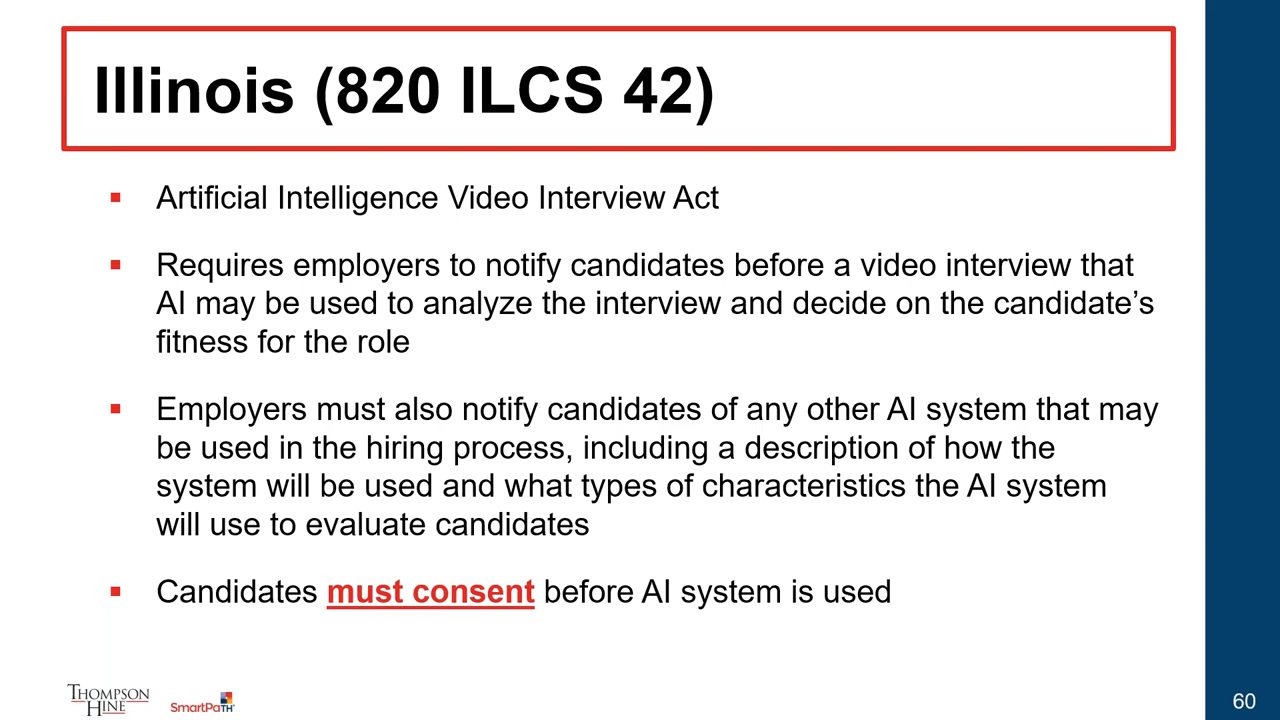 Illinois (820 ILCS 42)
▪ Artificial Intelligence Video Interview Act
▪ Requires employers to notify candidates before a video interview that
AI may be used to analyze the interview and decide on the candidate’s
fitness for the role
▪ Employers must also notify candidates of any other AI system that may
be used in the hiring process, including a description of how the
system will be used and what types of characteristics the AI system
will use to evaluate candidates
▪ Candidates must consent before AI system is used
THOMPSON
HINE
SmartPaTH
60